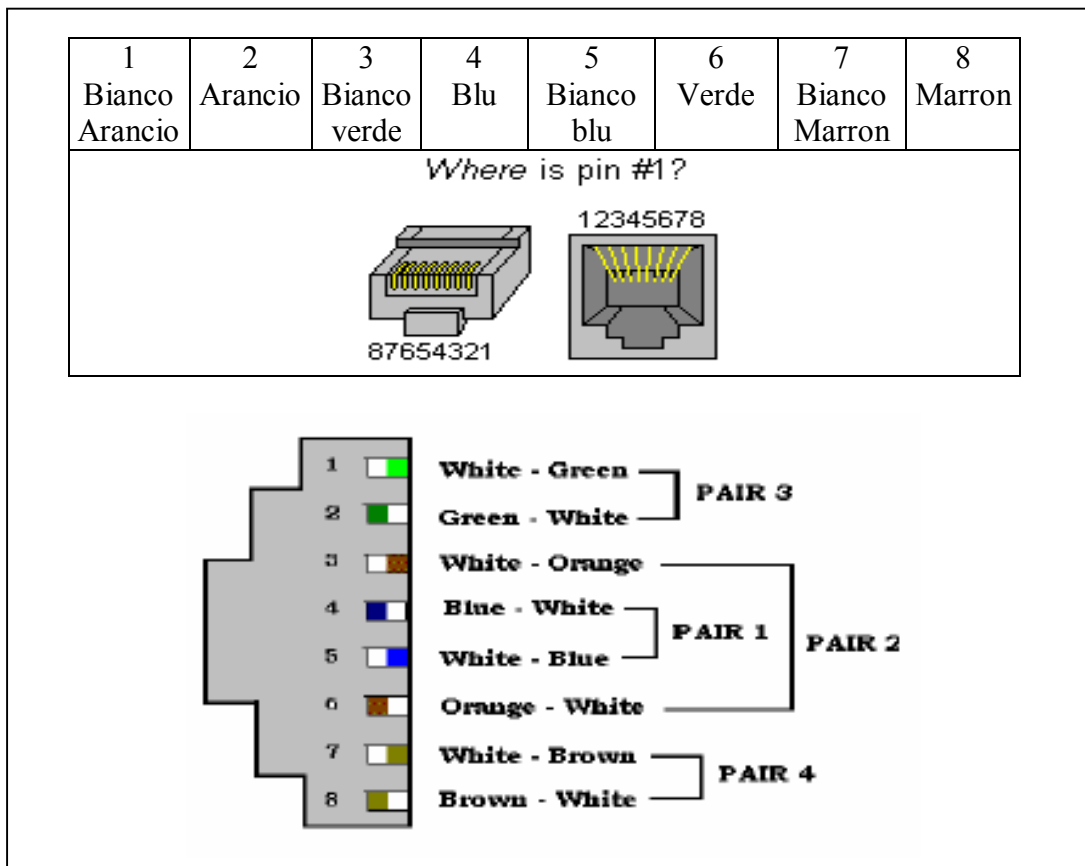 1 2 3 4 5 6 7 8
Bianco Arancio Bianco Blu Bianco Verde Bianco Marron
Arancio verde blu Marron
Where is pin #1?
12345678
87654321
1 White - Green
PAIR 3
2 Green - White
3 White - Orange
4 Blue - White
PAIR 1
PAIR 2
5 White - Blue
6 Orange - White
7 White - Brown
PAIR 4
8 Brown - White